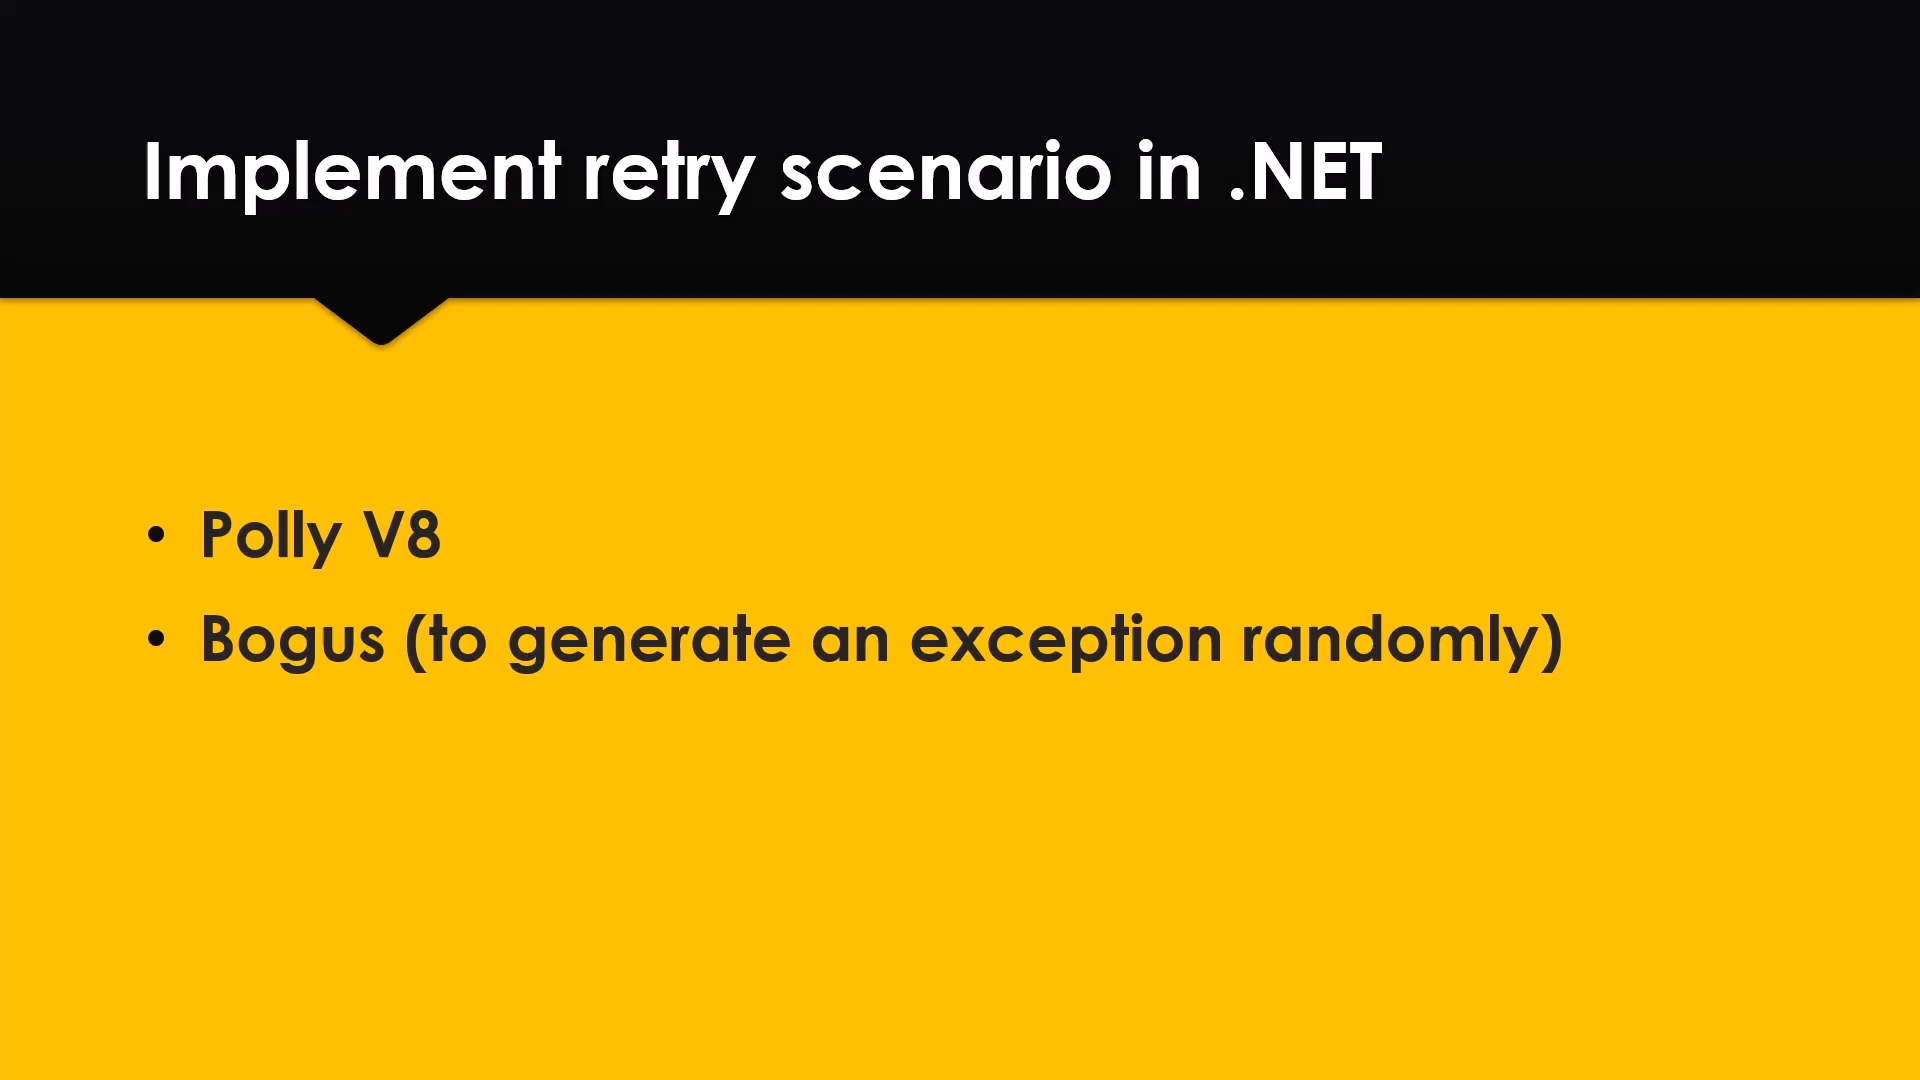 Implement retry scenario in .NET
• Polly V8
• Bogus (to generate an exception randomly)